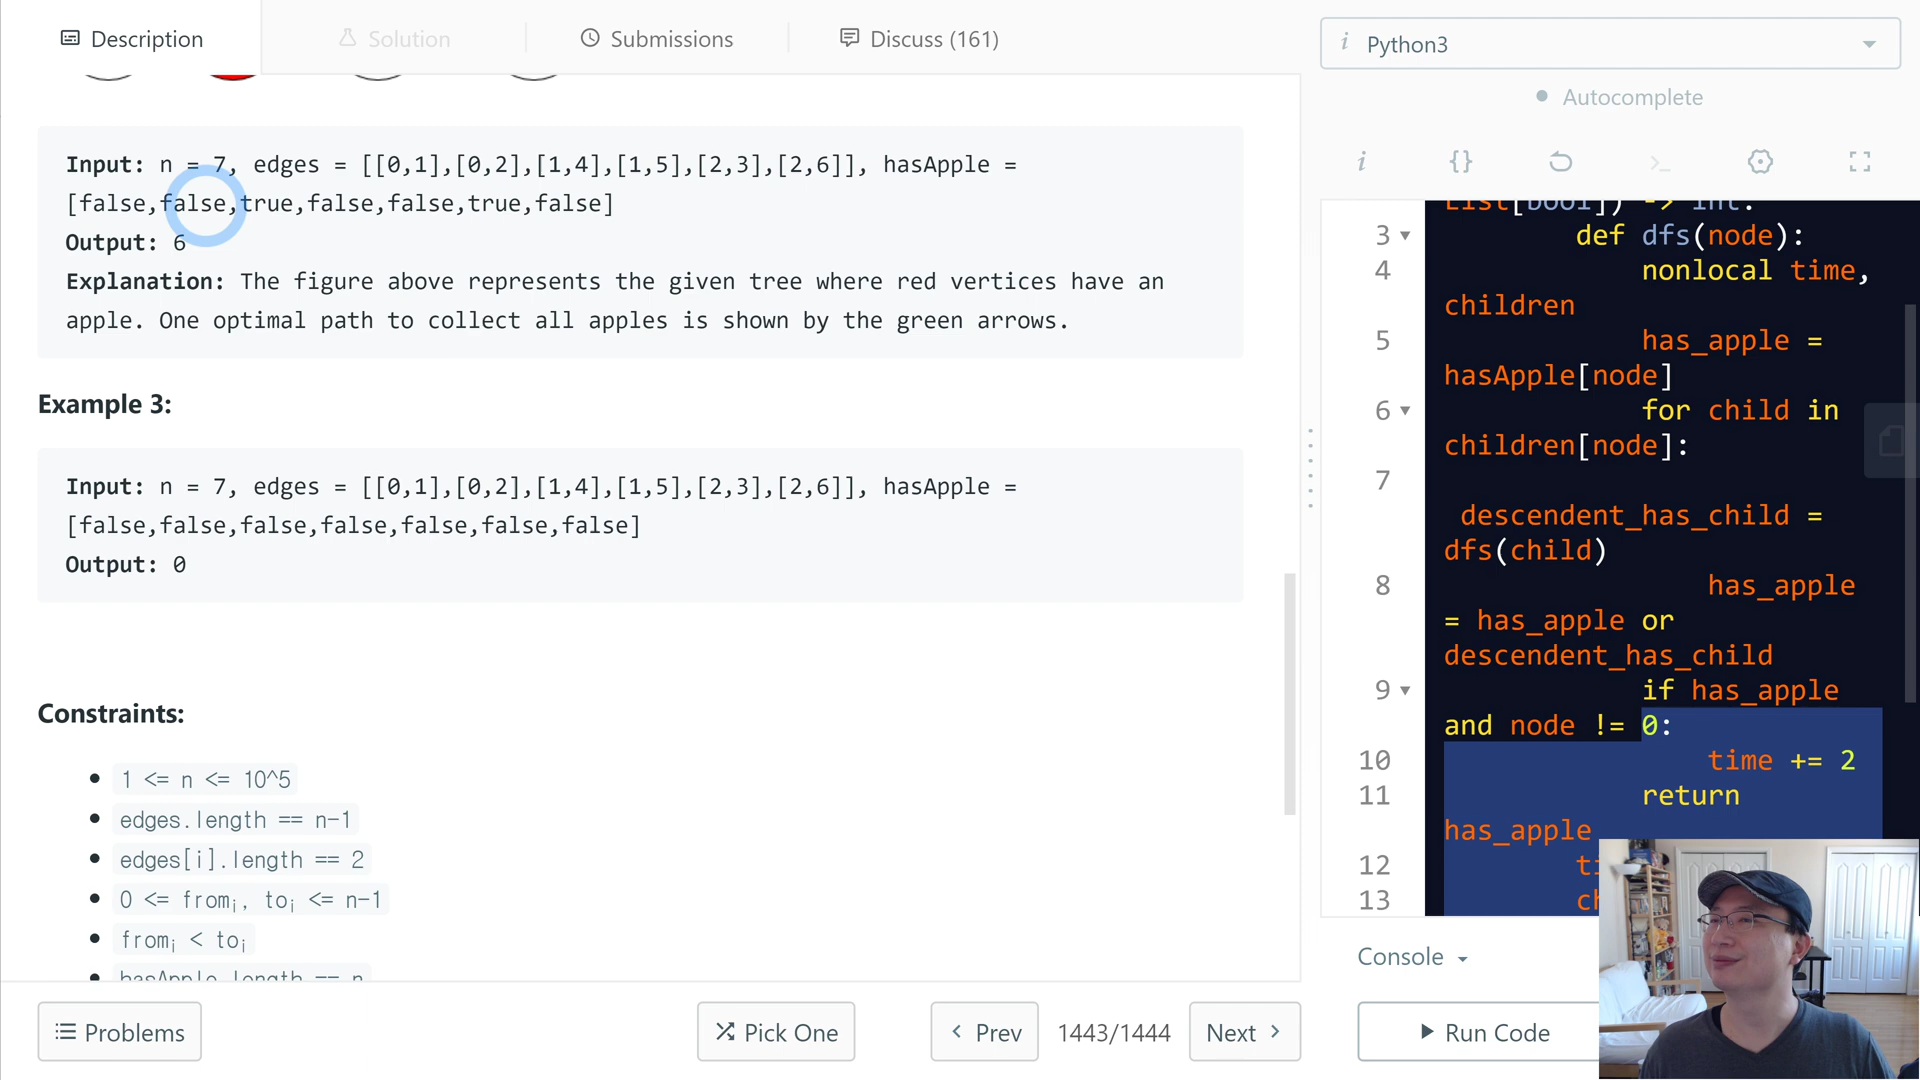 Description
Solution
Submissions
Discuss (161)
Input: n = 7, edges = [[0,1],[0,2],[1,4],[1,5],[2,3],[2,6]], hasApple =
[false,false,true,false,false,true,false]
Output: 6
Explanation: The figure above represents the given tree where red vertices have an
apple. One optimal path to collect all apples is shown by the green arrows.
Example 3:
Input: n = 7, edges = [[0,1],[0,2],[1,4],[1,5],[2,3],[2,6]], hasApple =
[false,false,false,false,false,false,false]
Output: 0
Constraints:
1 <= n <= 10^5
edges.length == n-1
edges[i].length == 2
0 <= fromᵢ, toᵢ <= n-1
fromᵢ < toᵢ
hasApple.length == n
Problems
Pick One
Prev
1443/1444
Next
i Python3
Autocomplete
i {} >_
List[bool]) -> int:
3 def dfs(node):
4 nonlocal time,
children
5 has_apple =
hasApple[node]
6 for child in
children[node]:
7
descendent_has_child =
dfs(child)
8 has_apple
= has_apple or
descendent_has_child
9 if has_apple
and node != 0:
10 time += 2
11 return
has_apple
12 ti
13 ch
Console
Run Code